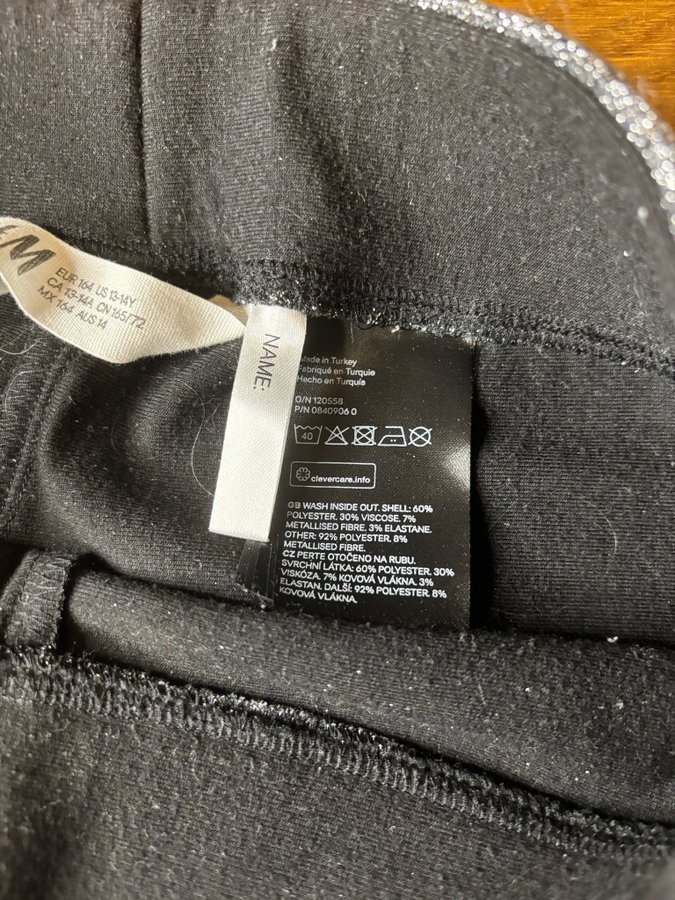 M
EUR 164 US 13-14Y
CA 13-14A CN 165/72
MX 164 AUS 14
NAME:
Made in Turkey
Fabriqué en Turquie
Hecho en Turquía
O/N 120558
P/N 0840906 0
40
clevercare.info
GB WASH INSIDE OUT. SHELL: 60%
POLYESTER. 30% VISCOSE. 7%
METALLISED FIBRE. 3% ELASTANE.
OTHER: 92% POLYESTER. 8%
METALLISED FIBRE.
CZ PERTE OTOČENO NA RUBU.
SVRCHNÍ LÁTKA: 60% POLYESTER. 30%
VISKÓZA. 7% KOVOVÁ VLÁKNA. 3%
ELASTAN. DALŠÍ: 92% POLYESTER. 8%
KOVOVÁ VLÁKNA.